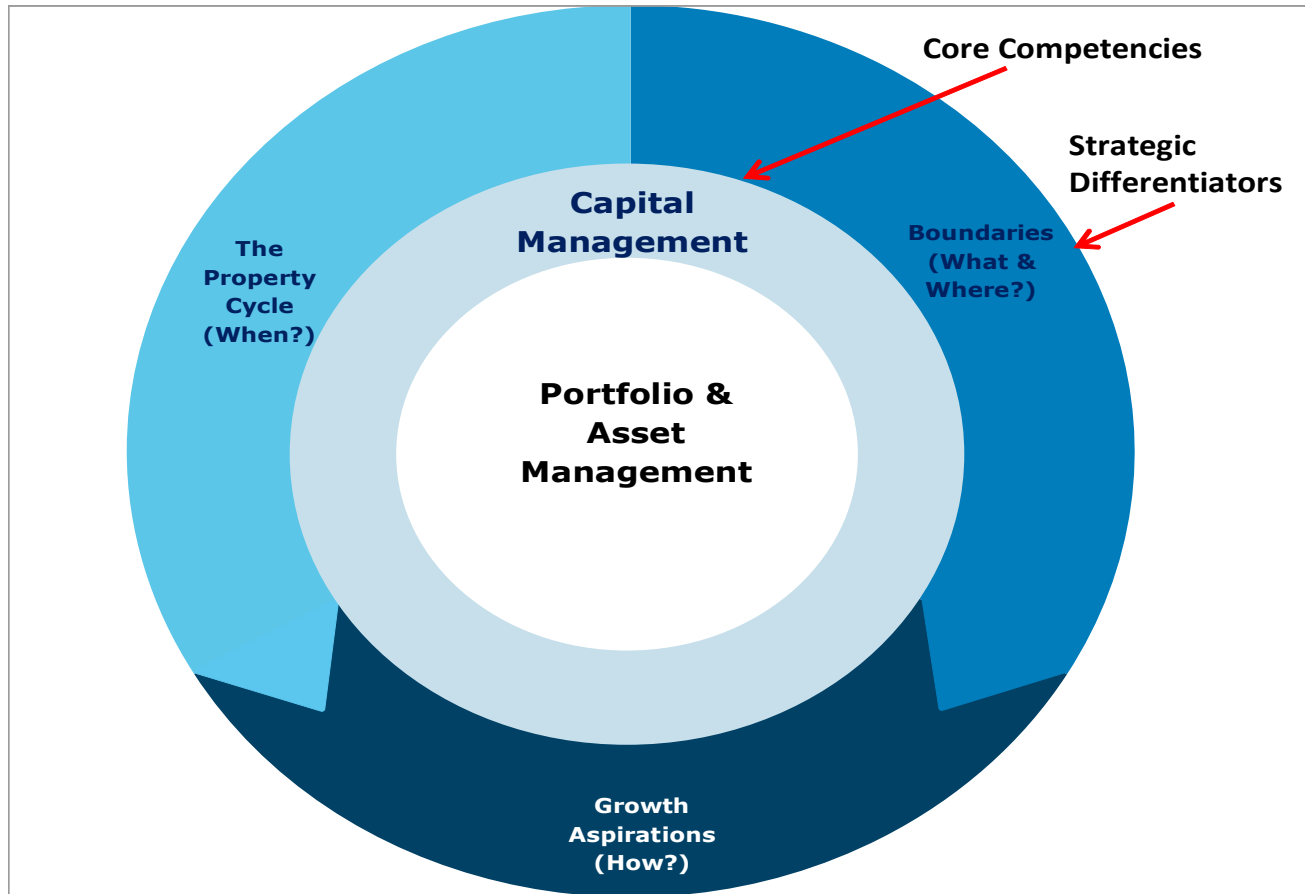 Core Competencies
Strategic
Differentiators
Capital
Management
Boundaries
(What &
Where?)
The
Property
Cycle
(When?)
Portfolio &
Asset
Management
Growth
Aspirations
(How?)